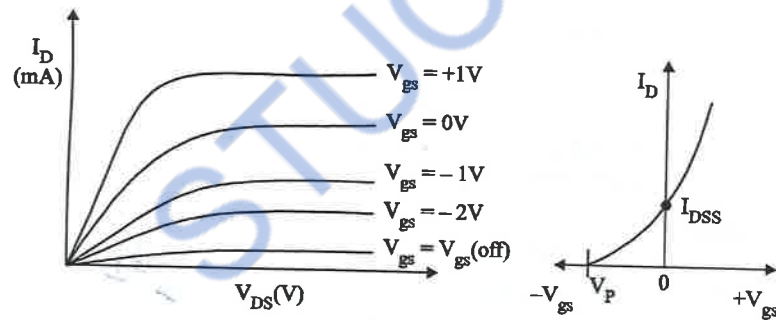 STUC
I_D
(mA)
V_gs = +1V
V_gs = 0V
V_gs = – 1V
V_gs = – 2V
V_gs = V_gs(off)
V_DS(V)
I_D
I_DSS
–V_gs
V_P
0
+V_gs